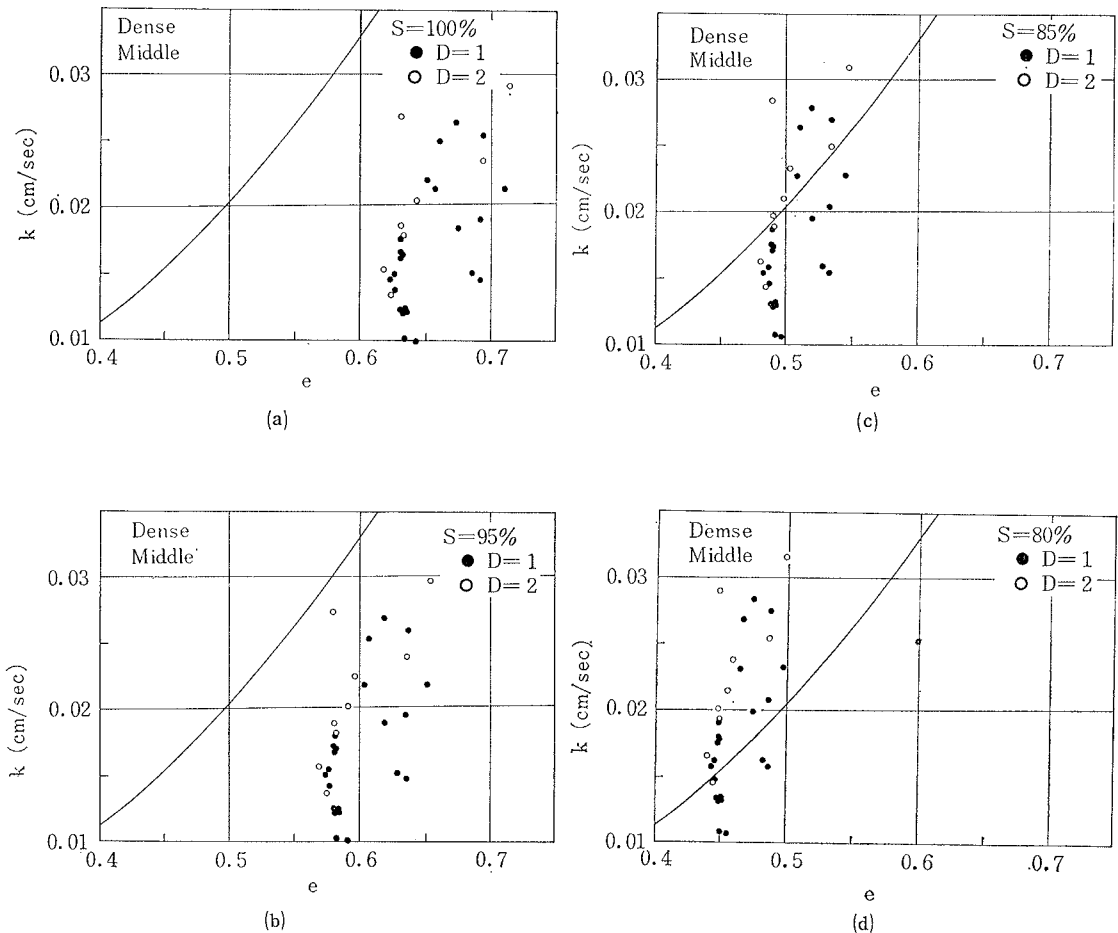 Dense
Middle
S=100%
D=1
D=2
0.03
0.02
0.01
k (cm/sec)
0.4 0.5 0.6 0.7
e
(a)
Dense
Middle
S=85%
D=1
D=2
0.03
0.02
0.01
k (cm/sec)
0.4 0.5 0.6 0.7
e
(c)
Dense
Middle
S=95%
D=1
D=2
0.03
0.02
0.01
k (cm/sec)
0.4 0.5 0.6 0.7
e
(b)
Demse
Middle
S=80%
D=1
D=2
0.03
0.02
0.01
k (cm/sec)
0.4 0.5 0.6 0.7
e
(d)